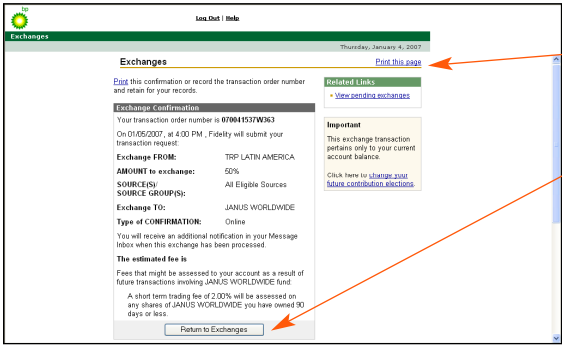 bp
Log Out | Help
Exchanges
Thursday, January 4, 2007
Exchanges
Print this page
Print this confirmation or record the transaction order number
and retain for your records.
Exchange Confirmation
Your transaction order number is 070041537W363
On 01/05/2007, at 4:00 PM , Fidelity will submit your
transaction request:
Exchange FROM: TRP LATIN AMERICA
AMOUNT to exchange: 50%
SOURCE(S)/ All Eligible Sources
SOURCE GROUP(S):
Exchange TO: JANUS WORLDWIDE
Type of CONFIRMATION: Online
You will receive an additional notification in your Message
Inbox when this exchange has been processed.
The estimated fee is
Fees that might be assessed to your account as a result of
future transactions involving JANUS WORLDWIDE fund:
A short term trading fee of 2.00% will be assessed on
any shares of JANUS WORLDWIDE you have owned 90
days or less.
Return to Exchanges
Related Links
View pending exchanges
Important
This exchange transaction
pertains only to your current
account balance.
Click here to change your
future contribution elections.